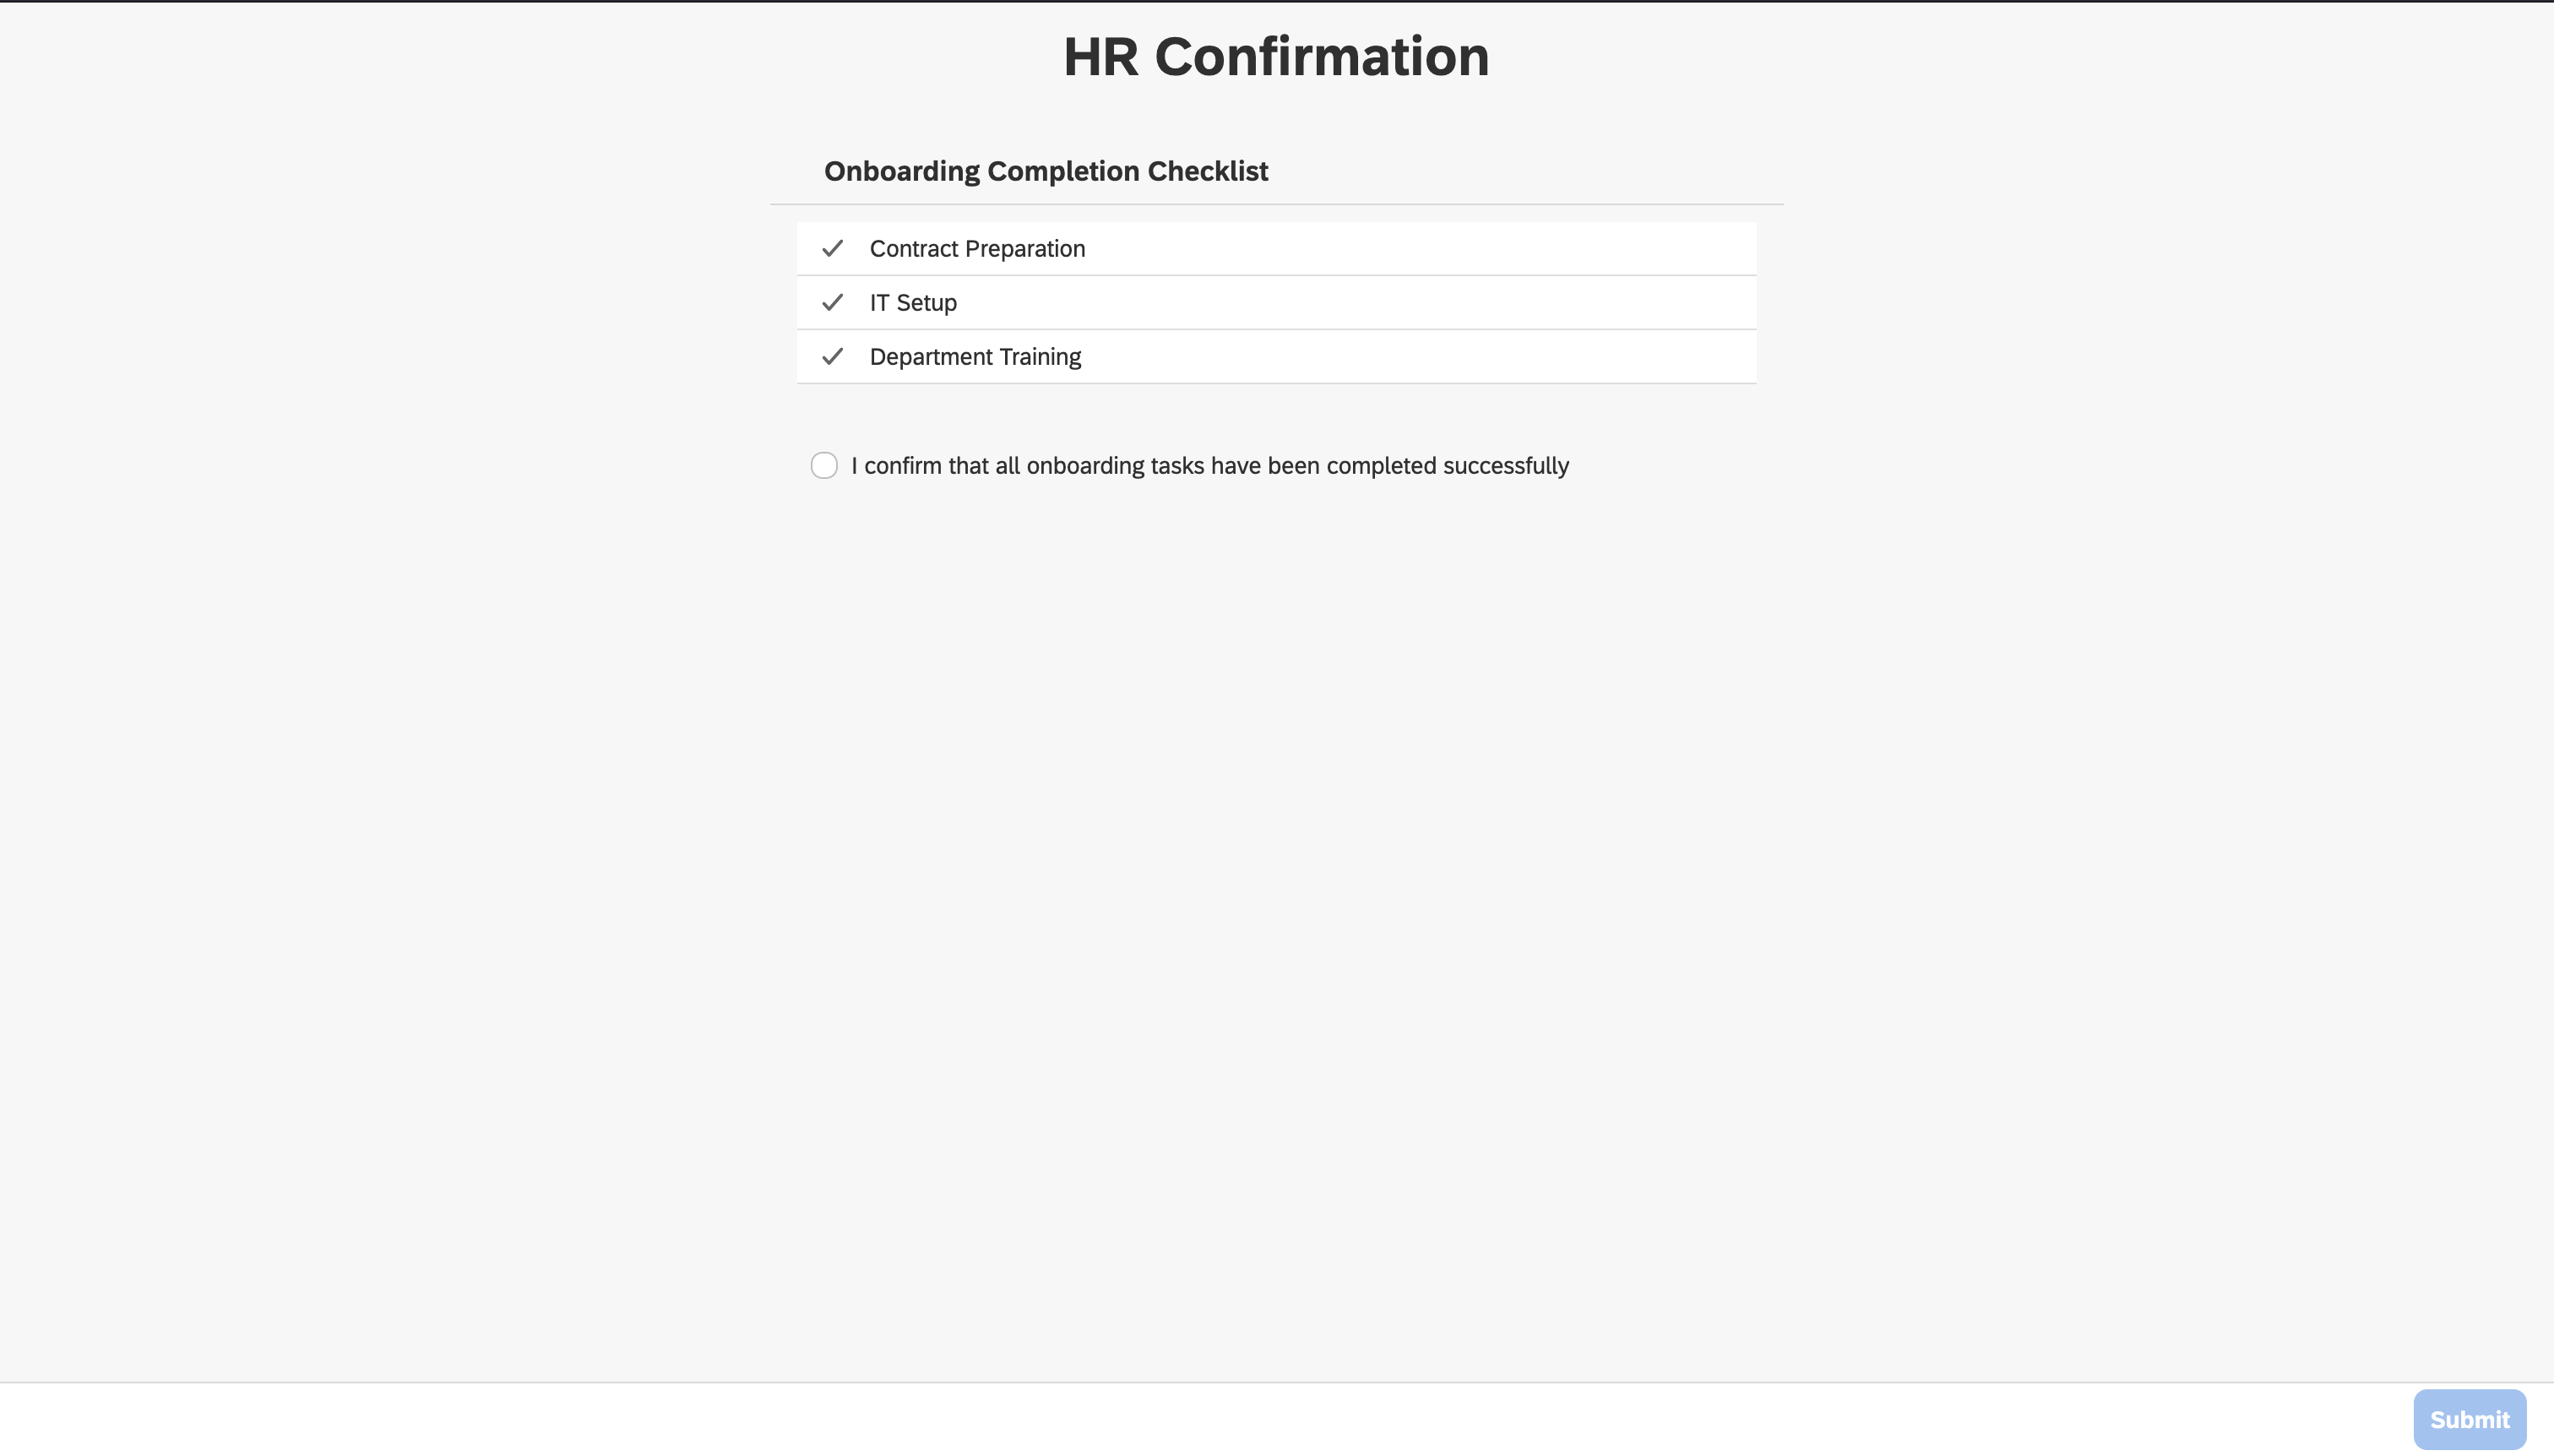 HR Confirmation
Onboarding Completion Checklist
Contract Preparation
IT Setup
Department Training
I confirm that all onboarding tasks have been completed successfully
Submit